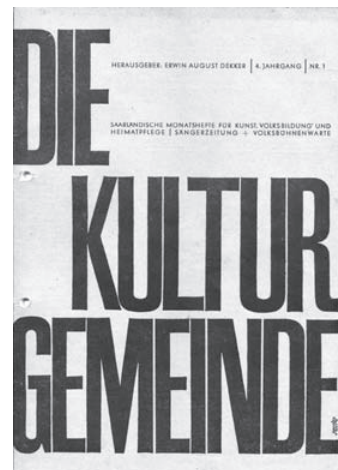 DIE
HERAUSGEBER: ERWIN AUGUST DEKKER | 4. JAHRGANG | NR. 1
SAARLÄNDISCHE MONATSHEFTE FÜR KUNST, VOLKSBILDUNG UND
HEIMATPFLEGE | SÄNGERZEITUNG + VOLKSBÜHNENWARTE
KULTUR
GEMEINDE